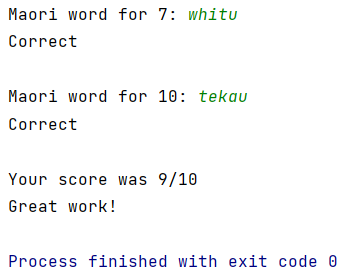 Maori word for 7: whitu
Correct
Maori word for 10: tekau
Correct
Your score was 9/10
Great work!
Process finished with exit code 0